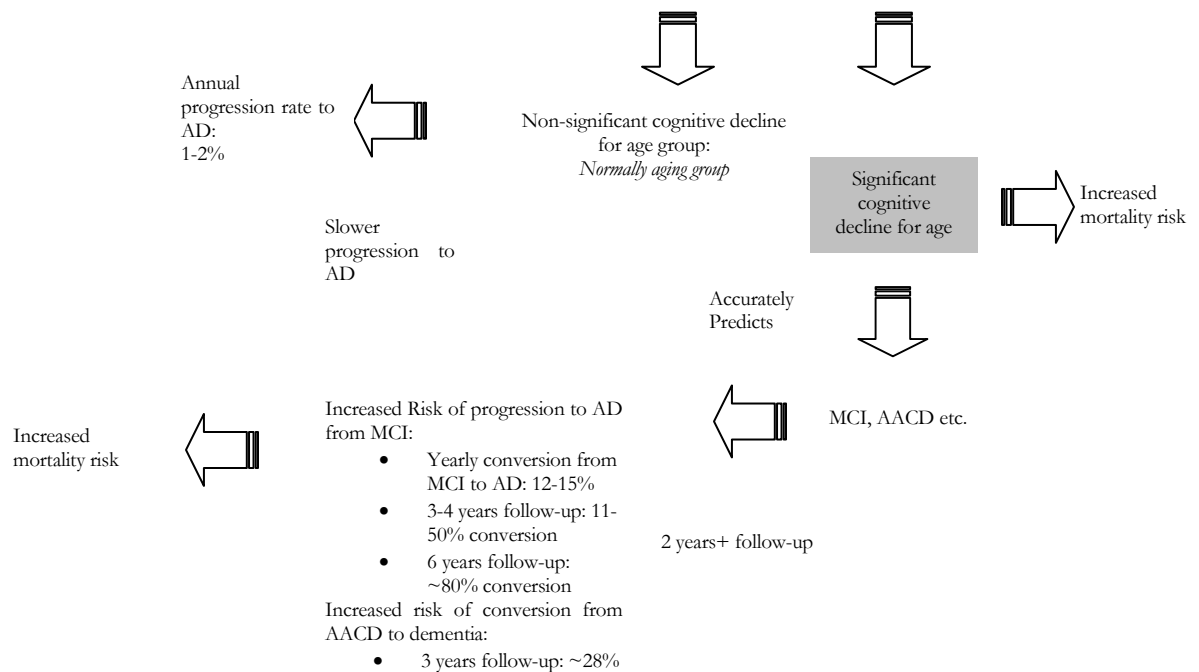 Annual
progression rate to
AD:
1-2%
Non-significant cognitive decline
for age group:
Normally aging group
Significant
cognitive
decline for age
Increased
mortality risk
Slower
progression to
AD
Accurately
Predicts
MCI, AACD etc.
Increased Risk of progression to AD
from MCI:
• Yearly conversion from
MCI to AD: 12-15%
• 3-4 years follow-up: 11-
50% conversion
• 6 years follow-up:
~80% conversion
Increased risk of conversion from
AACD to dementia:
• 3 years follow-up: ~28%
2 years+ follow-up
Increased
mortality risk